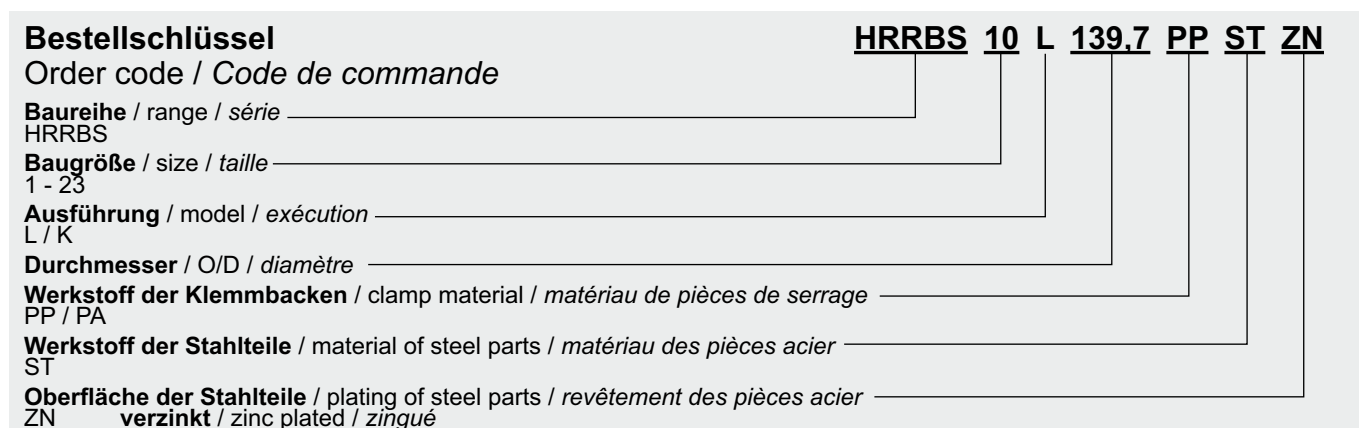 Bestellschlüssel HRRBS 10 L 139,7 PP ST ZN
Order code / Code de commande
Baureihe / range / série
HRRBS
Baugröße / size / taille
1 - 23
Ausführung / model / exécution
L / K
Durchmesser / O/D / diamètre
Werkstoff der Klemmbacken / clamp material / matériau de pièces de serrage
PP / PA
Werkstoff der Stahlteile / material of steel parts / matériau des pièces acier
ST
Oberfläche der Stahlteile / plating of steel parts / revêtement des pièces acier
ZN verzinkt / zinc plated / zingué